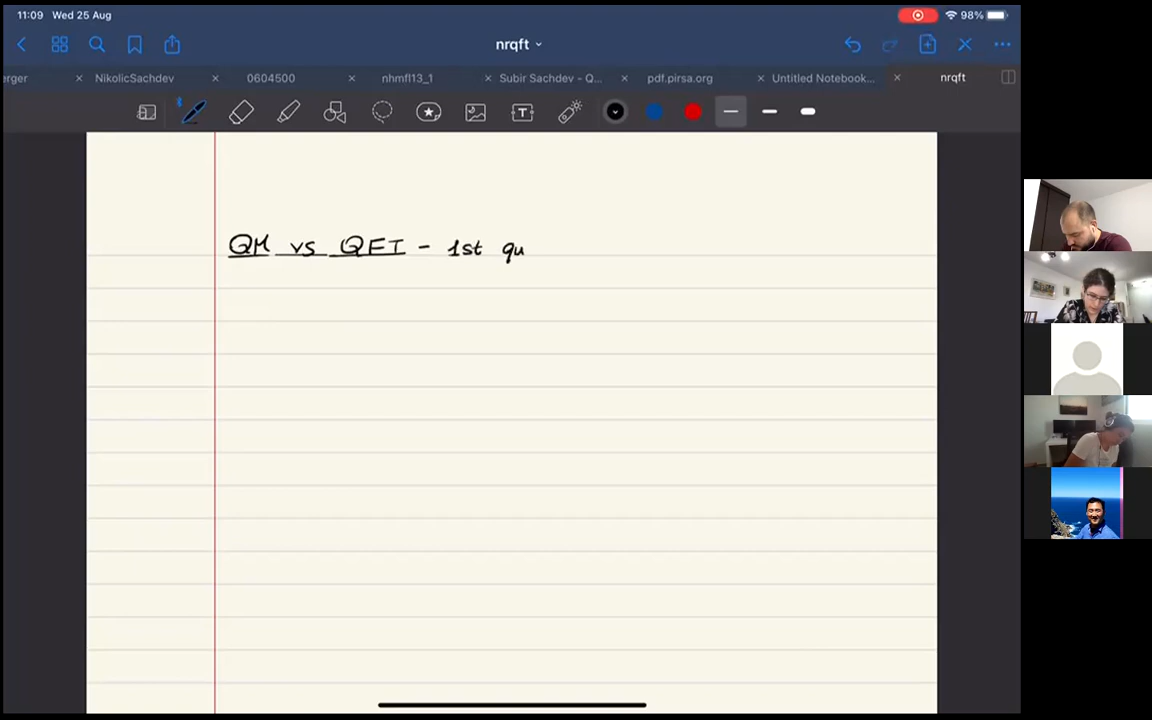 11:09 Wed 25 Aug
98%
nrqft
erger
NikolicSachdev
0604500
nhmfl13_1
Subir Sachdev - Q...
pdf.pirsa.org
Untitled Notebook...
nrqft
QM vs QFT - 1st qu